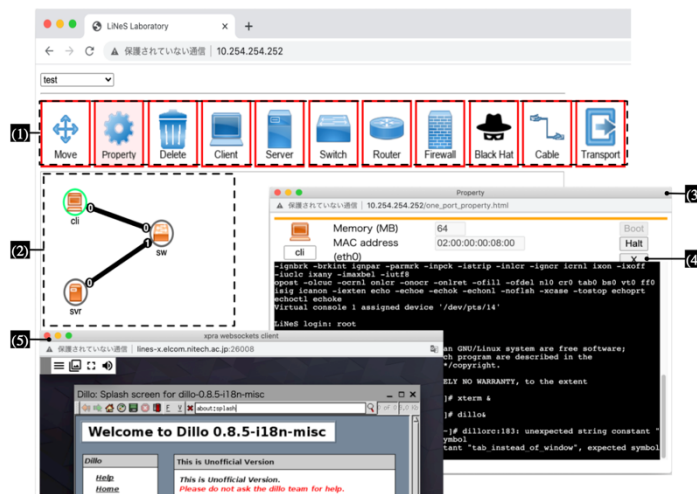 LiNeS Laboratory
保護されていない通信 | 10.254.254.252
test
(1)
Move Property Delete Client Server Switch Router Firewall Black Hat Cable Transport
(2)
cli
0
0
1
sw
0
svr
(3)
Property
保護されていない通信 | 10.254.254.252/one_port_property.html
Memory (MB) 64 Boot
cli MAC address 02:00:00:00:08:00 Halt
(eth0) X
(4)
-ignbrk -brkint ignpar -parmrk -inpck -istrip -inlcr -igncr icrnl ixon -ixoff
-iuclc ixany -imaxbel -iutf8
opost -olcuc -ocrnl onlcr -onocr -onlret -ofill -ofdel nl0 cr0 tab0 bs0 vt0 ff0
isig icanon -iexten echo -echoe -echok -echonl -noflsh -xcase -tostop echoprt
echoctl echoke
Virtual console 1 assigned device '/dev/pts/14'
LiNeS login: root
an GNU/Linux system are free software;
ch program are described in the
*/copyright.
ELY NO WARRANTY, to the extent
]# xterm &
]# dillo&
~]# dillorc:183: unexpected string constant "
ymbol
tant "tab_instead_of_window", expected symbol
(5)
xpra websockets client
保護されていない通信 | lines-x.elcom.nitech.ac.jp:26008
Dillo: Splash screen for dillo-0.8.5-i18n-misc
about:splash
Welcome to Dillo 0.8.5-i18n-misc
Dillo
Help
Home
This is Unofficial Version
This is Unofficial Version.
Please do not ask the dillo team for help.